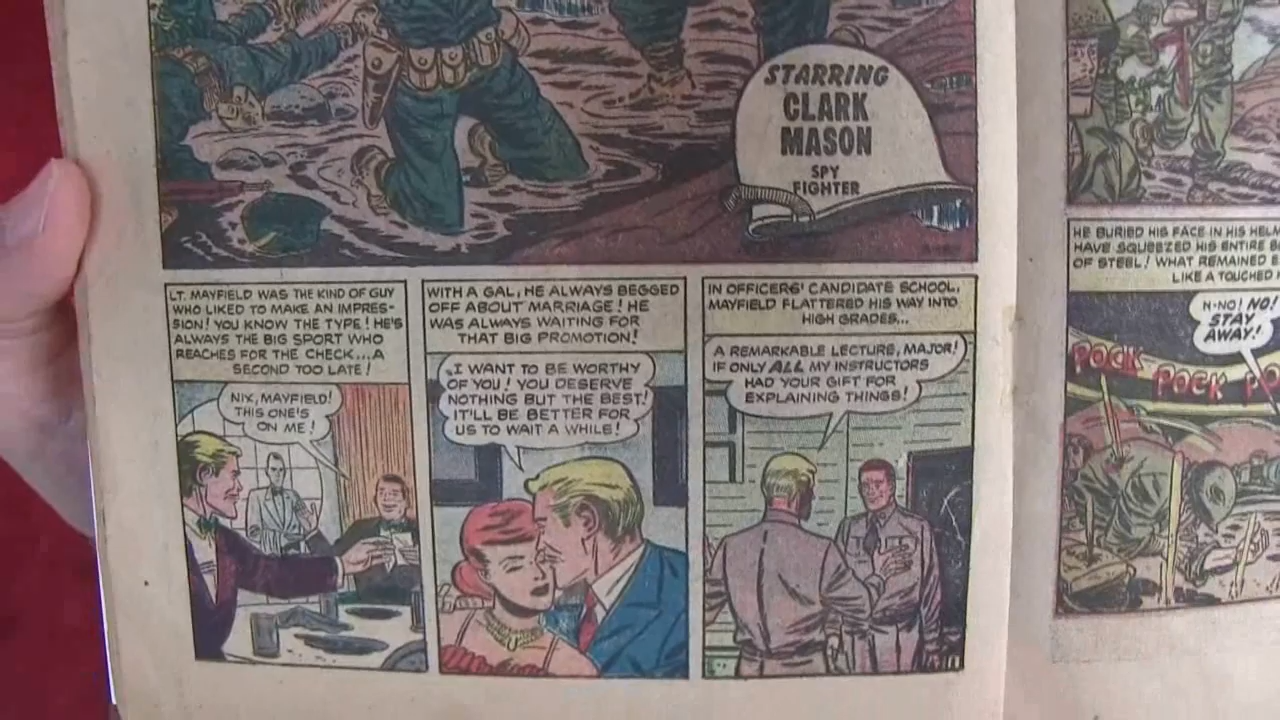 STARRING
CLARK
MASON
SPY
FIGHTER
LT. MAYFIELD WAS THE KIND OF GUY
WHO LIKED TO MAKE AN IMPRES-
SION! YOU KNOW THE TYPE! HE'S
ALWAYS THE BIG SPORT WHO
REACHES FOR THE CHECK...A
SECOND TOO LATE!
NIX, MAYFIELD!
THIS ONE'S
ON ME!
WITH A GAL, HE ALWAYS BEGGED
OFF ABOUT MARRIAGE! HE
WAS ALWAYS WAITING FOR
THAT BIG PROMOTION!
I WANT TO BE WORTHY
OF YOU! YOU DESERVE
NOTHING BUT THE BEST!
IT'LL BE BETTER FOR
US TO WAIT A WHILE!
IN OFFICERS' CANDIDATE SCHOOL,
MAYFIELD FLATTERED HIS WAY INTO
HIGH GRADES...
A REMARKABLE LECTURE, MAJOR!
IF ONLY ALL MY INSTRUCTORS
HAD YOUR GIFT FOR
EXPLAINING THINGS!
HE BURIED HIS FACE IN HIS
HAVE SQUEEZED HIS ENTIRE
OF STEEL! WHAT REMAINED
LIKE A TOUCHED
N-NO! NO!
STAY
AWAY!
POCK POCK